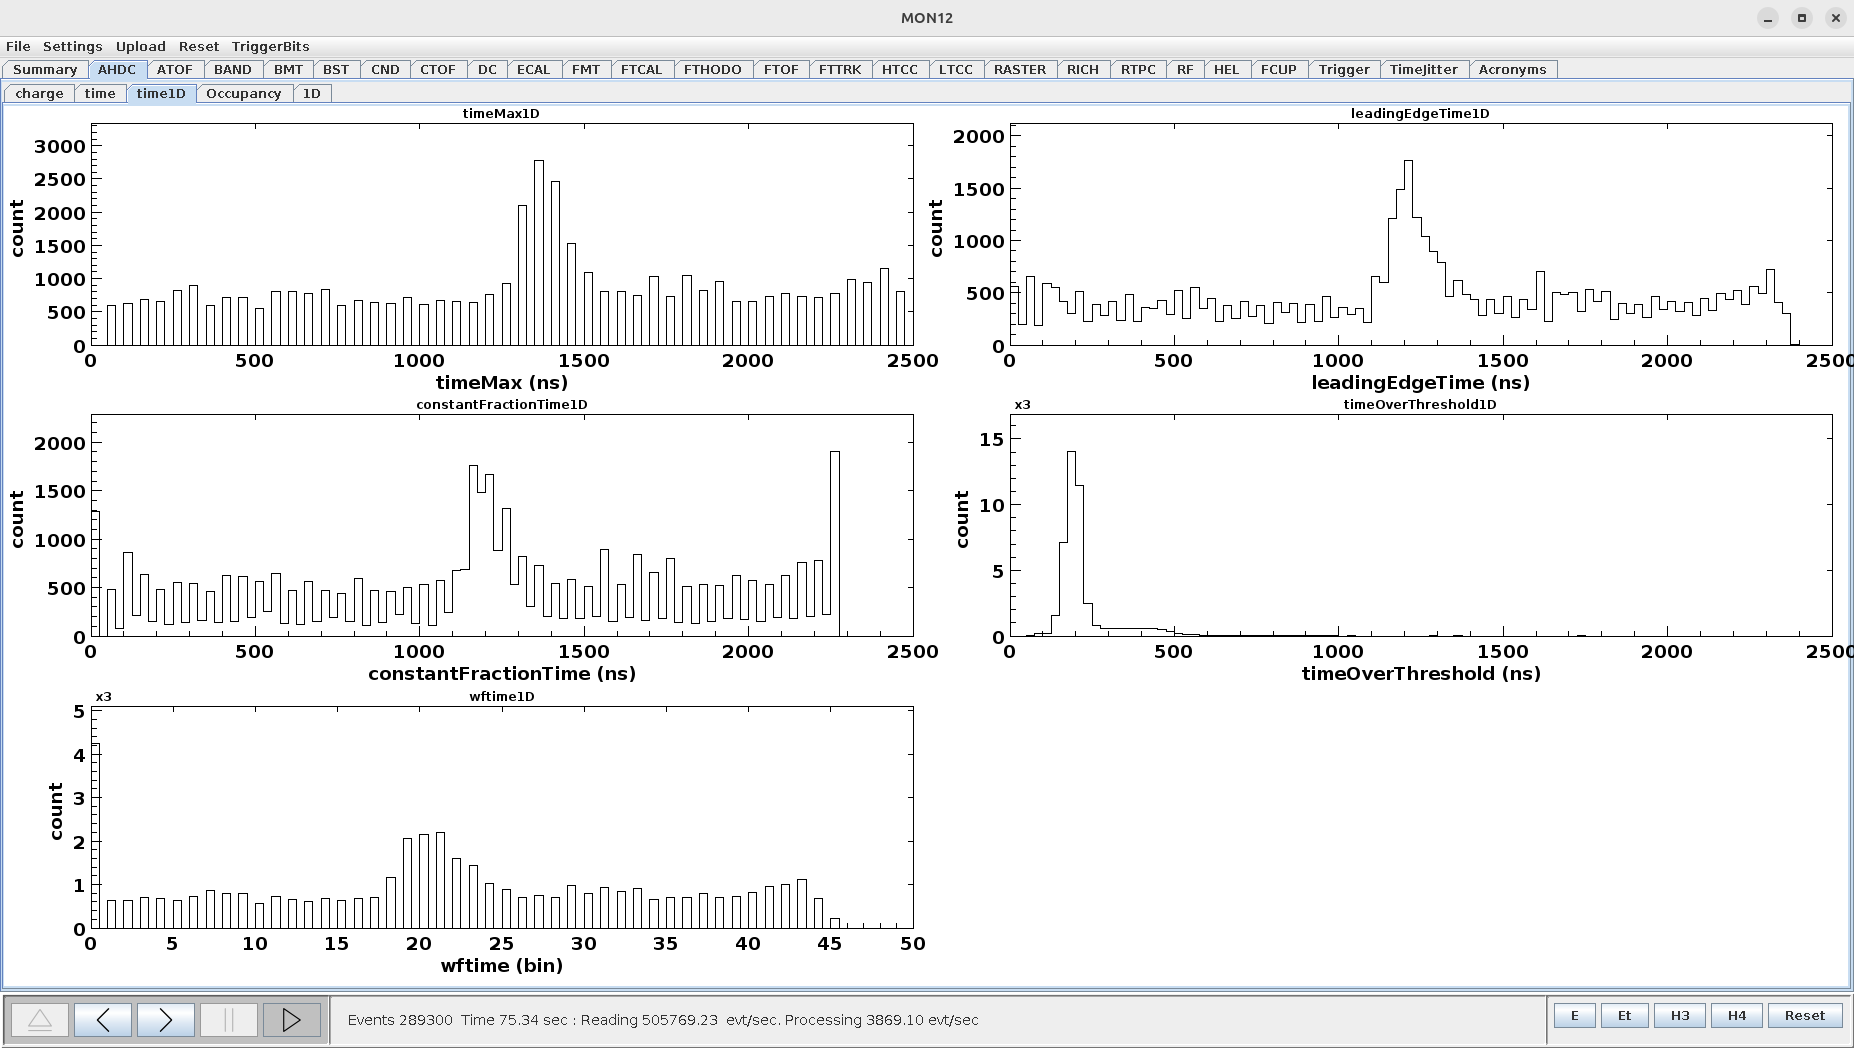 MON12
File Settings Upload Reset TriggerBits
Summary AHDC ATOF BAND BMT BST CND CTOF DC ECAL FMT FTCAL FTHODO FTOF FTTRK HTCC LTCC RASTER RICH RTPC RF HEL FCUP Trigger TimeJitter Acronyms
charge time time1D Occupancy 1D
timeMax1D
count
3000
2500
2000
1500
1000
500
0
0 500 1000 1500 2000 2500
timeMax (ns)
leadingEdgeTime1D
count
2000
1500
1000
500
0
0 500 1000 1500 2000 2500
leadingEdgeTime (ns)
constantFractionTime1D
count
2000
1500
1000
500
0
0 500 1000 1500 2000 2500
constantFractionTime (ns)
x3 timeOverThreshold1D
count
15
10
5
0
0 500 1000 1500 2000 2500
timeOverThreshold (ns)
x3 wftime1D
count
5
4
3
2
1
0
0 5 10 15 20 25 30 35 40 45 50
wftime (bin)
Events 289300 Time 75.34 sec : Reading 505769.23 evt/sec. Processing 3869.10 evt/sec
E Et H3 H4 Reset